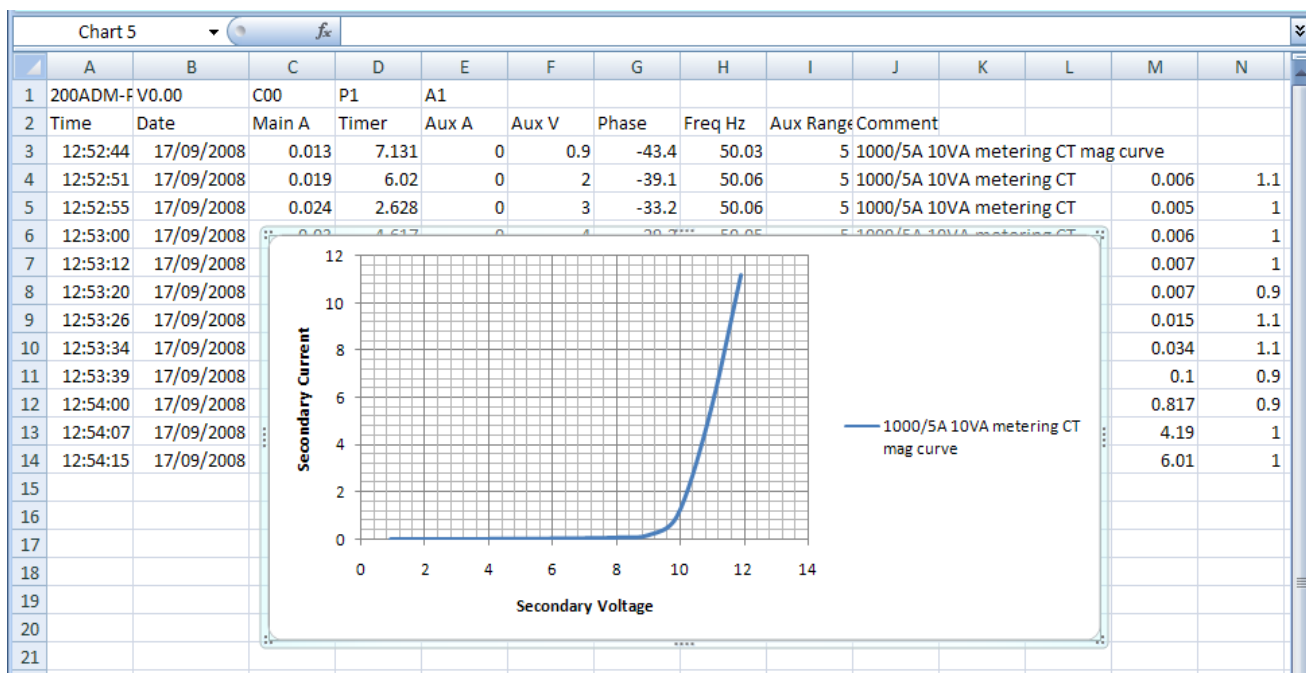 Chart 5 fx
A B C D E F G H I J K L M N
1 200ADM-P V0.00 C00 P1 A1
2 Time Date Main A Timer Aux A Aux V Phase Freq Hz Aux Range Comment
3 12:52:44 17/09/2008 0.013 7.131 0 0.9 -43.4 50.03 5 1000/5A 10VA metering CT mag curve
4 12:52:51 17/09/2008 0.019 6.02 0 2 -39.1 50.06 5 1000/5A 10VA metering CT 0.006 1.1
5 12:52:55 17/09/2008 0.024 2.628 0 3 -33.2 50.06 5 1000/5A 10VA metering CT 0.005 1
6 12:53:00 17/09/2008 0.006 1
7 12:53:12 17/09/2008 0.007 1
8 12:53:20 17/09/2008 0.007 0.9
9 12:53:26 17/09/2008 0.015 1.1
10 12:53:34 17/09/2008 0.034 1.1
11 12:53:39 17/09/2008 0.1 0.9
12 12:54:00 17/09/2008 0.817 0.9
13 12:54:07 17/09/2008 4.19 1
14 12:54:15 17/09/2008 6.01 1
15
16
17
18
19
20
21
12
10
8
6
4
2
0
Secondary Current
0 2 4 6 8 10 12 14
Secondary Voltage
1000/5A 10VA metering CT
mag curve